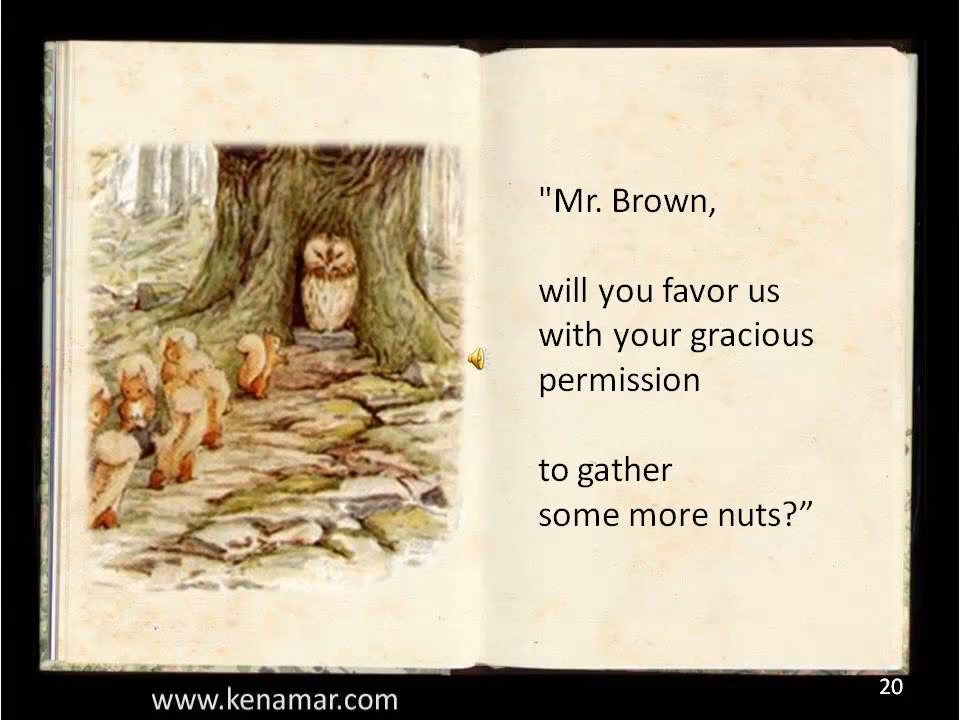 "Mr. Brown,
will you favor us
with your gracious
permission
to gather
some more nuts?”
www.kenamar.com
20